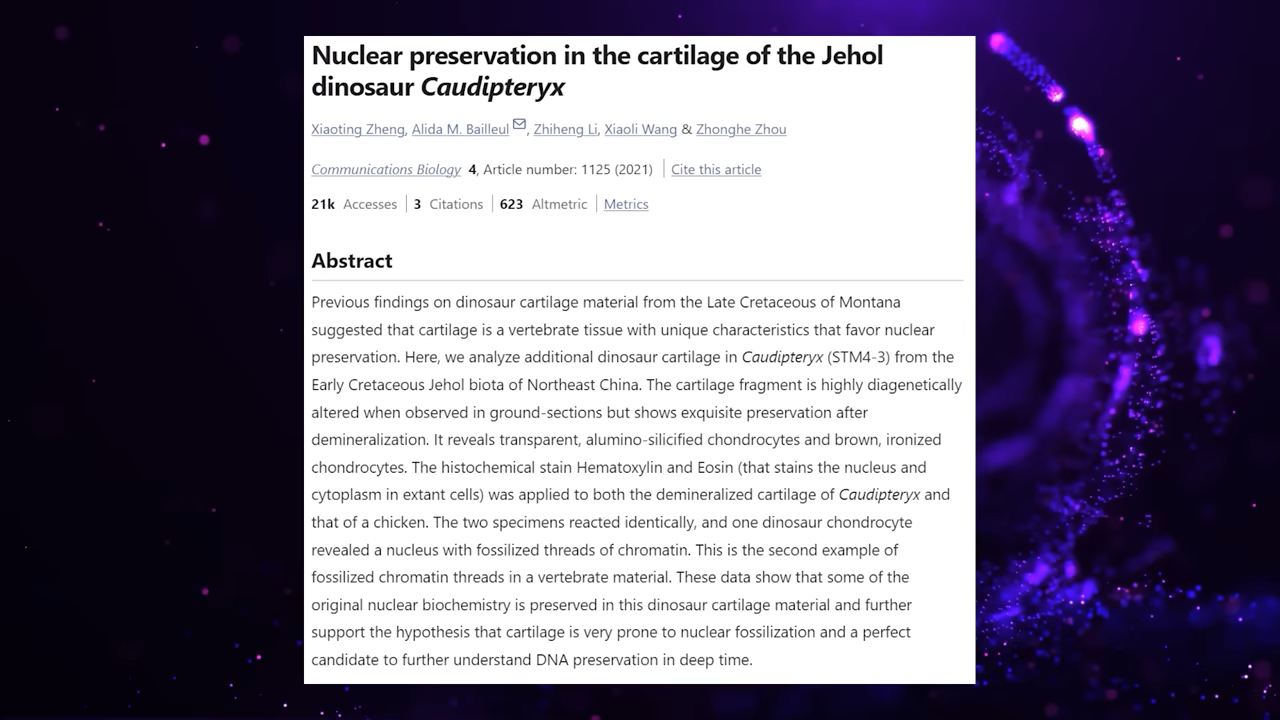 Nuclear preservation in the cartilage of the Jehol
dinosaur Caudipteryx
Xiaoting Zheng, Alida M. Bailleul, Zhiheng Li, Xiaoli Wang & Zhonghe Zhou
Communications Biology 4, Article number: 1125 (2021) | Cite this article
21k Accesses | 3 Citations | 623 Altmetric | Metrics
Abstract
Previous findings on dinosaur cartilage material from the Late Cretaceous of Montana
suggested that cartilage is a vertebrate tissue with unique characteristics that favor nuclear
preservation. Here, we analyze additional dinosaur cartilage in Caudipteryx (STM4-3) from the
Early Cretaceous Jehol biota of Northeast China. The cartilage fragment is highly diagenetically
altered when observed in ground-sections but shows exquisite preservation after
demineralization. It reveals transparent, alumino-silicified chondrocytes and brown, ironized
chondrocytes. The histochemical stain Hematoxylin and Eosin (that stains the nucleus and
cytoplasm in extant cells) was applied to both the demineralized cartilage of Caudipteryx and
that of a chicken. The two specimens reacted identically, and one dinosaur chondrocyte
revealed a nucleus with fossilized threads of chromatin. This is the second example of
fossilized chromatin threads in a vertebrate material. These data show that some of the
original nuclear biochemistry is preserved in this dinosaur cartilage material and further
support the hypothesis that cartilage is very prone to nuclear fossilization and a perfect
candidate to further understand DNA preservation in deep time.